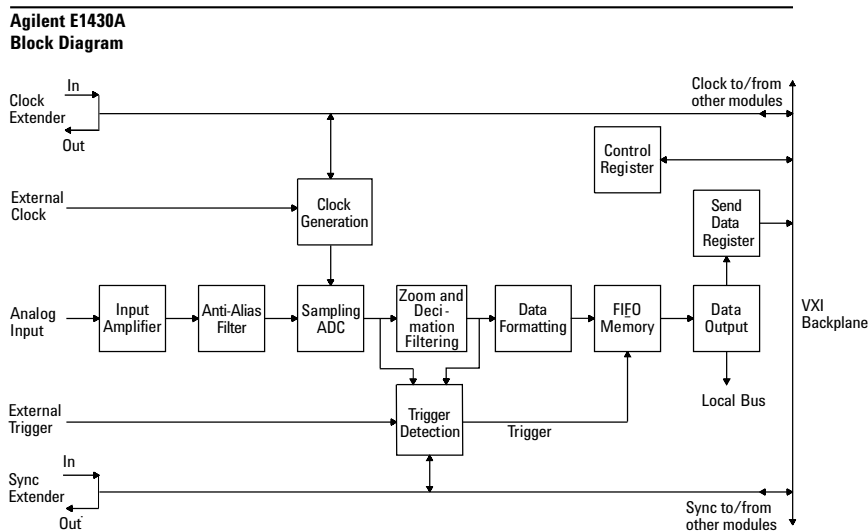 Agilent E1430A
Block Diagram
In
Clock
Extender
Out
Clock to/from
other modules
Control
Register
External
Clock
Clock
Generation
Send
Data
Register
Analog
Input
Input
Amplifier
Anti-Alias
Filter
Sampling
ADC
Zoom and
Deci-
mation
Filtering
Data
Formatting
FIFO
Memory
Data
Output
VXI
Backplane
Local Bus
External
Trigger
Trigger
Detection
Trigger
In
Sync
Extender
Out
Sync to/from
other modules